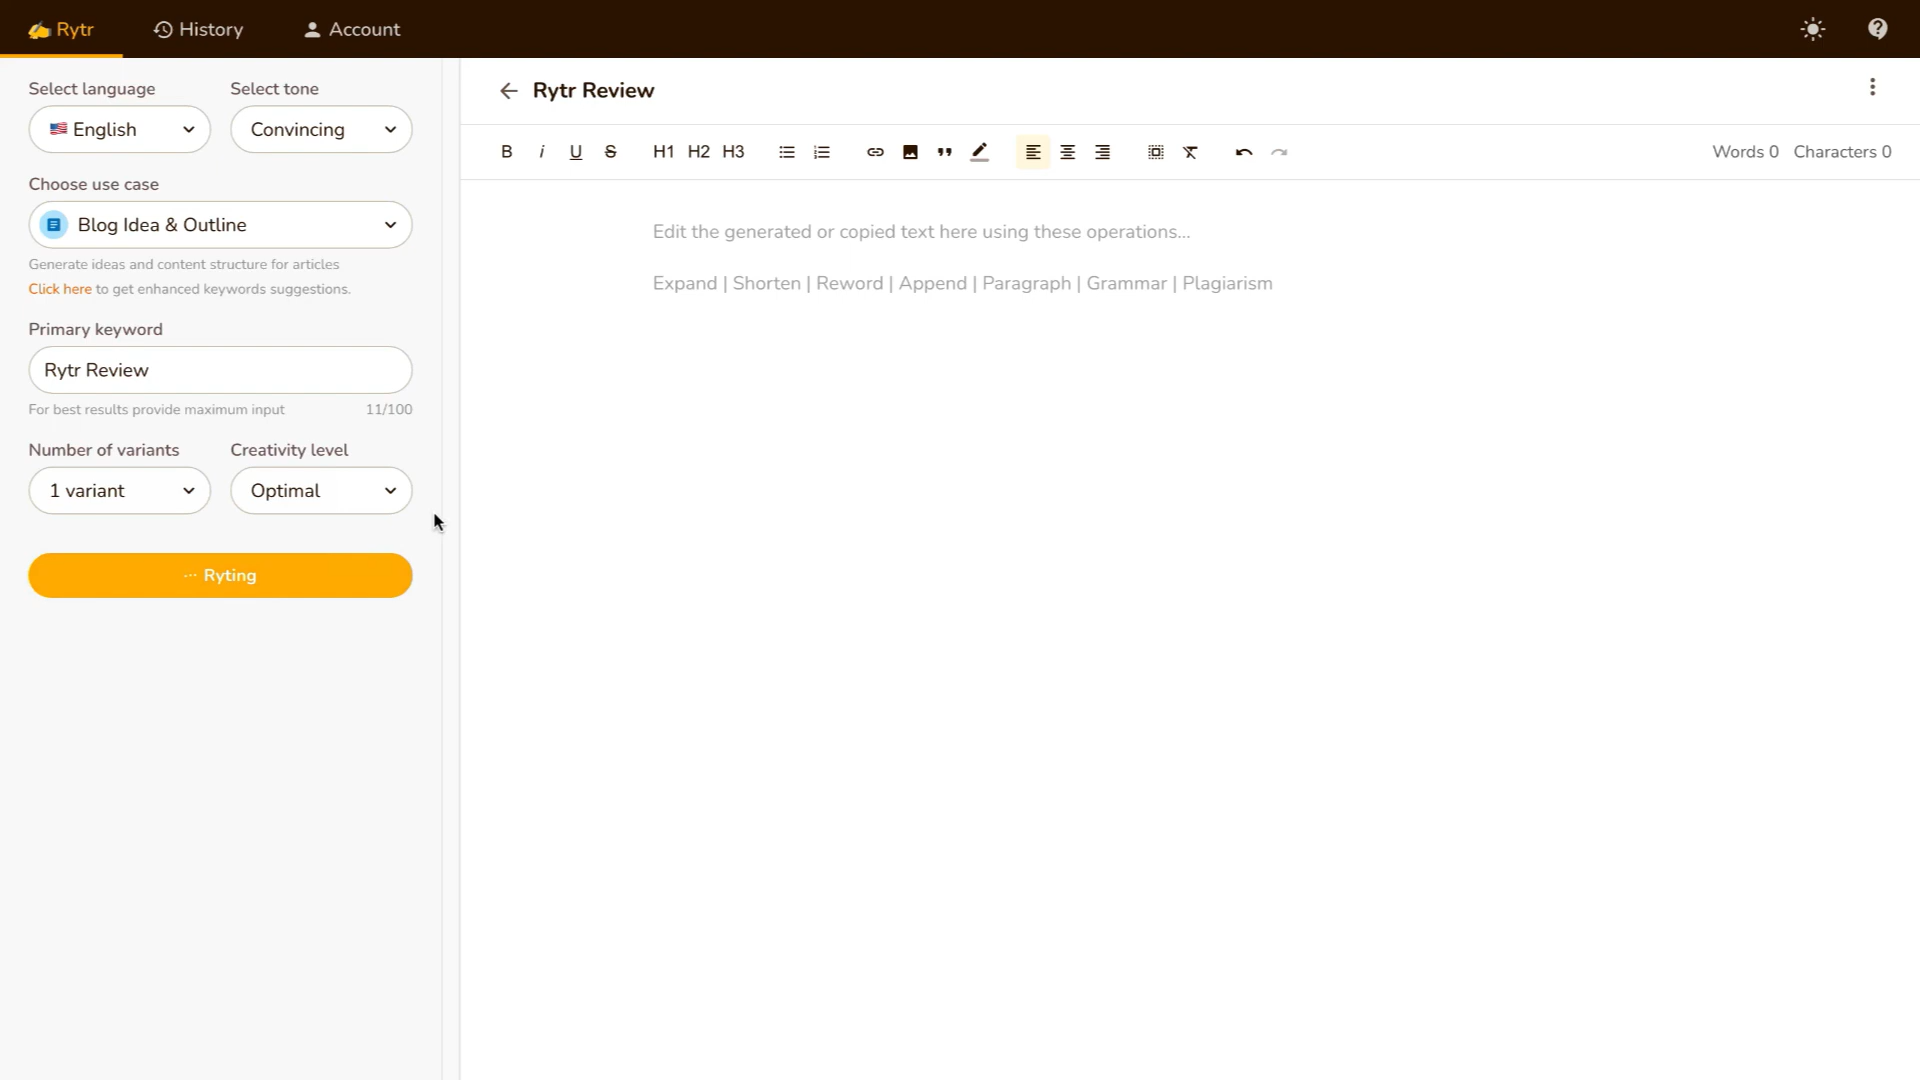 Rytr
History
Account
Select language
Select tone
English
Convincing
Choose use case
Blog Idea & Outline
Generate ideas and content structure for articles
Click here to get enhanced keywords suggestions.
Primary keyword
Rytr Review
For best results provide maximum input
11/100
Number of variants
Creativity level
1 variant
Optimal
··· Ryting
Rytr Review
B i U S H1 H2 H3
Words 0 Characters 0
Edit the generated or copied text here using these operations...
Expand | Shorten | Reword | Append | Paragraph | Grammar | Plagiarism